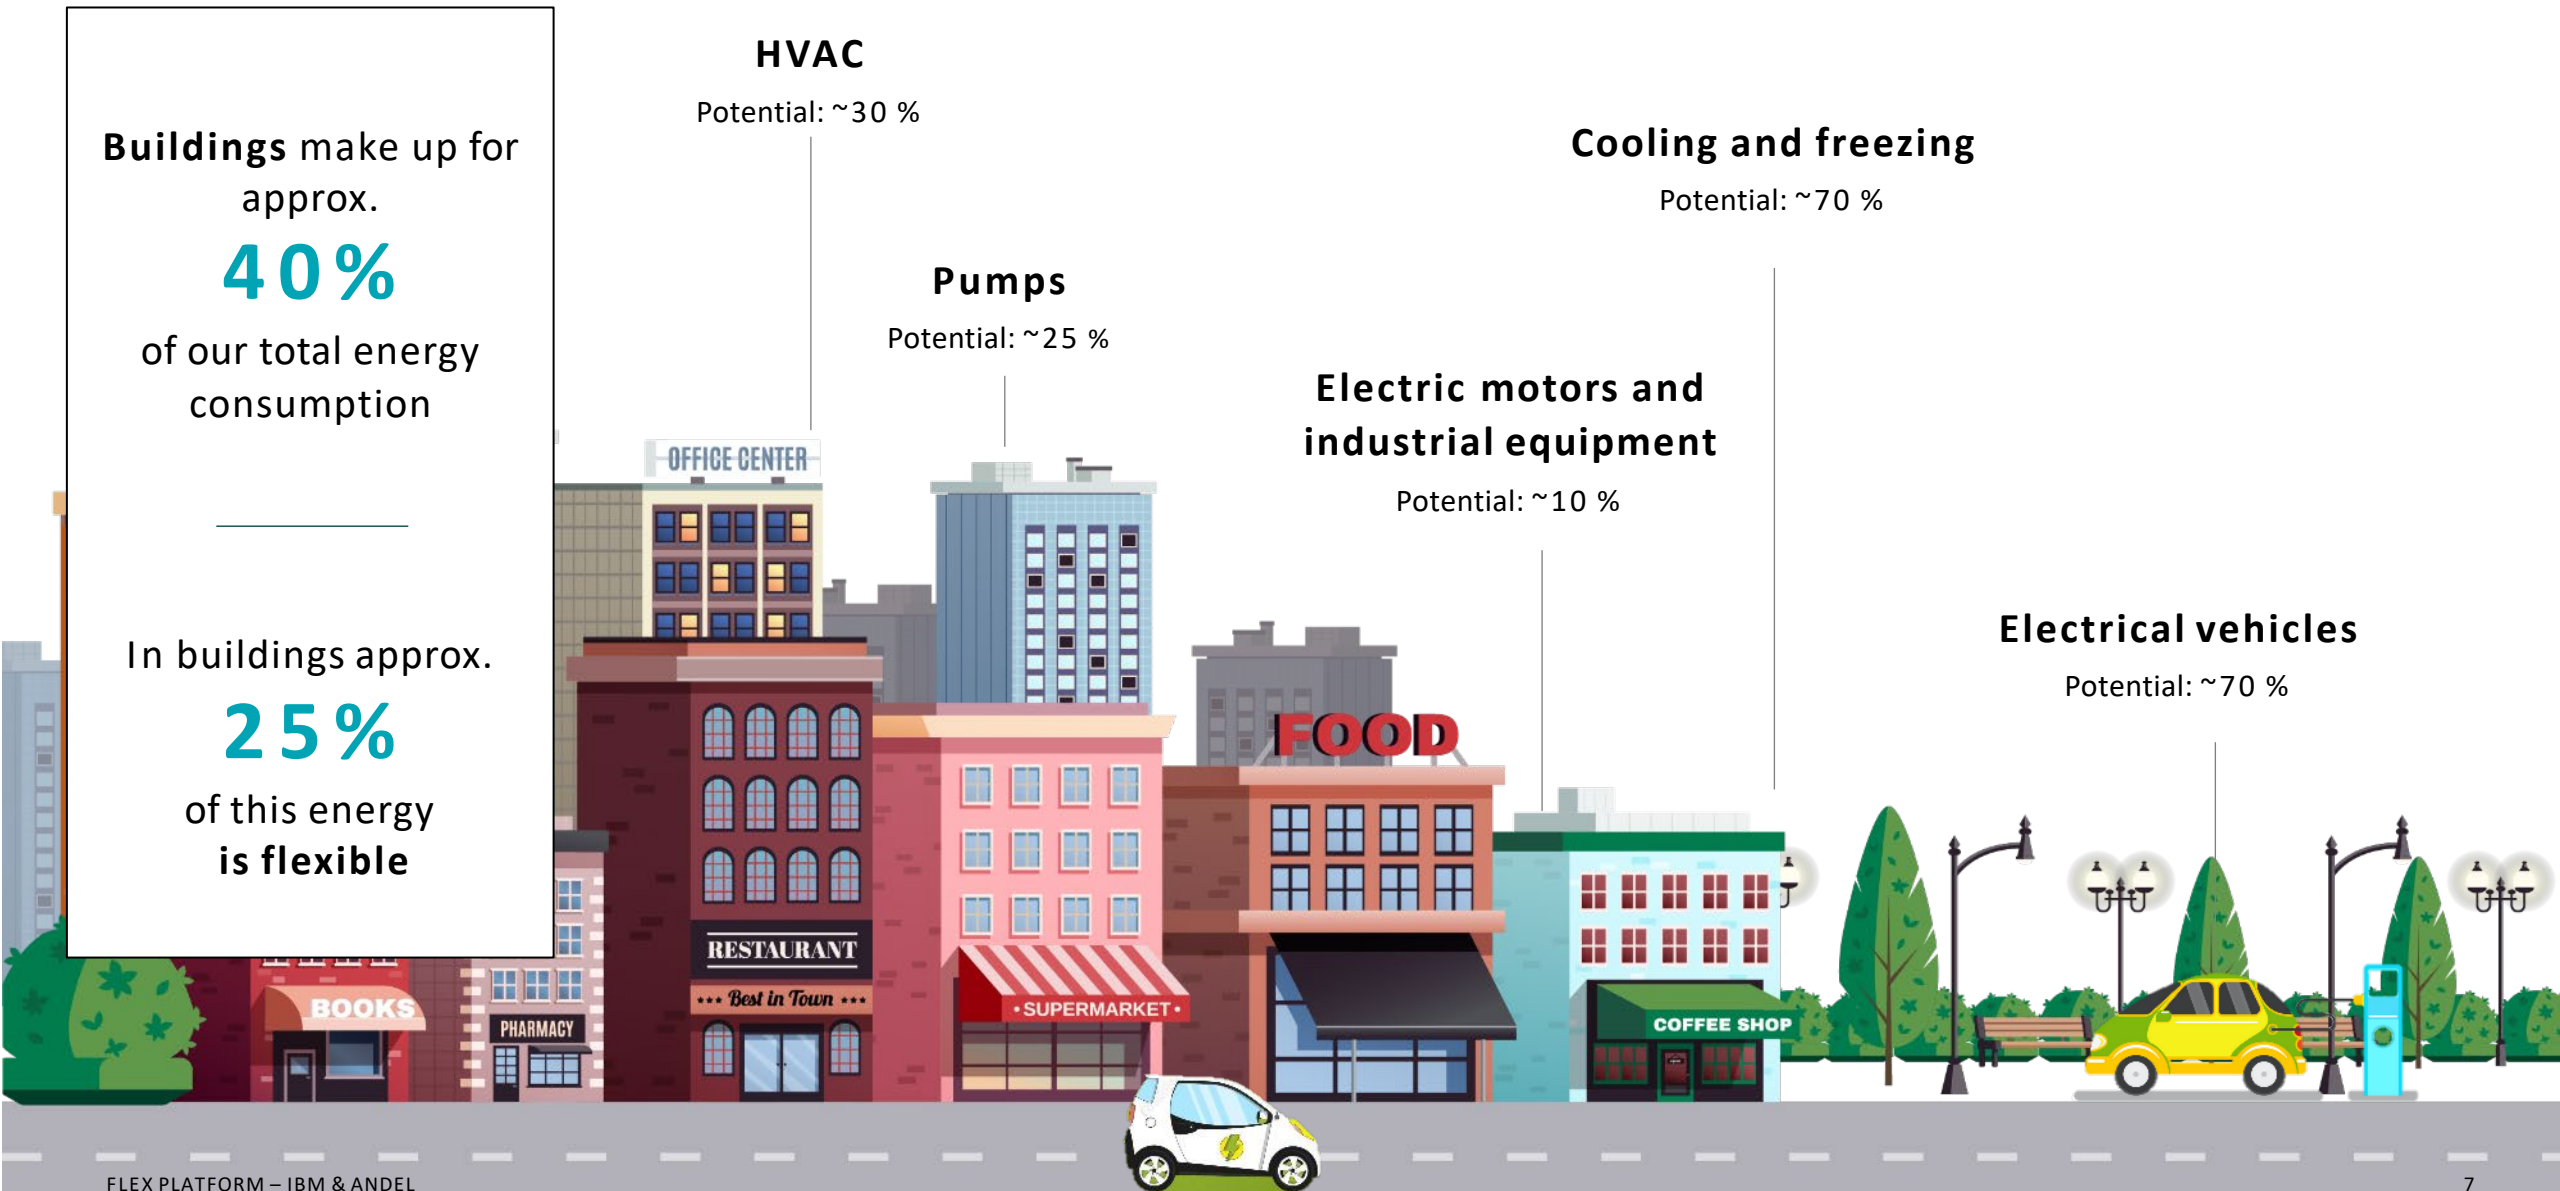 Buildings make up for
approx.
40%
of our total energy
consumption
In buildings approx.
25%
of this energy
is flexible
HVAC
Potential: ~30 %
Pumps
Potential: ~25 %
Electric motors and
industrial equipment
Potential: ~10 %
Cooling and freezing
Potential: ~70 %
Electrical vehicles
Potential: ~70 %
OFFICE CENTER
FOOD
RESTAURANT
Best in Town
SUPERMARKET
BOOKS
PHARMACY
COFFEE SHOP
FLEX PLATFORM – IBM & ANDEL
7